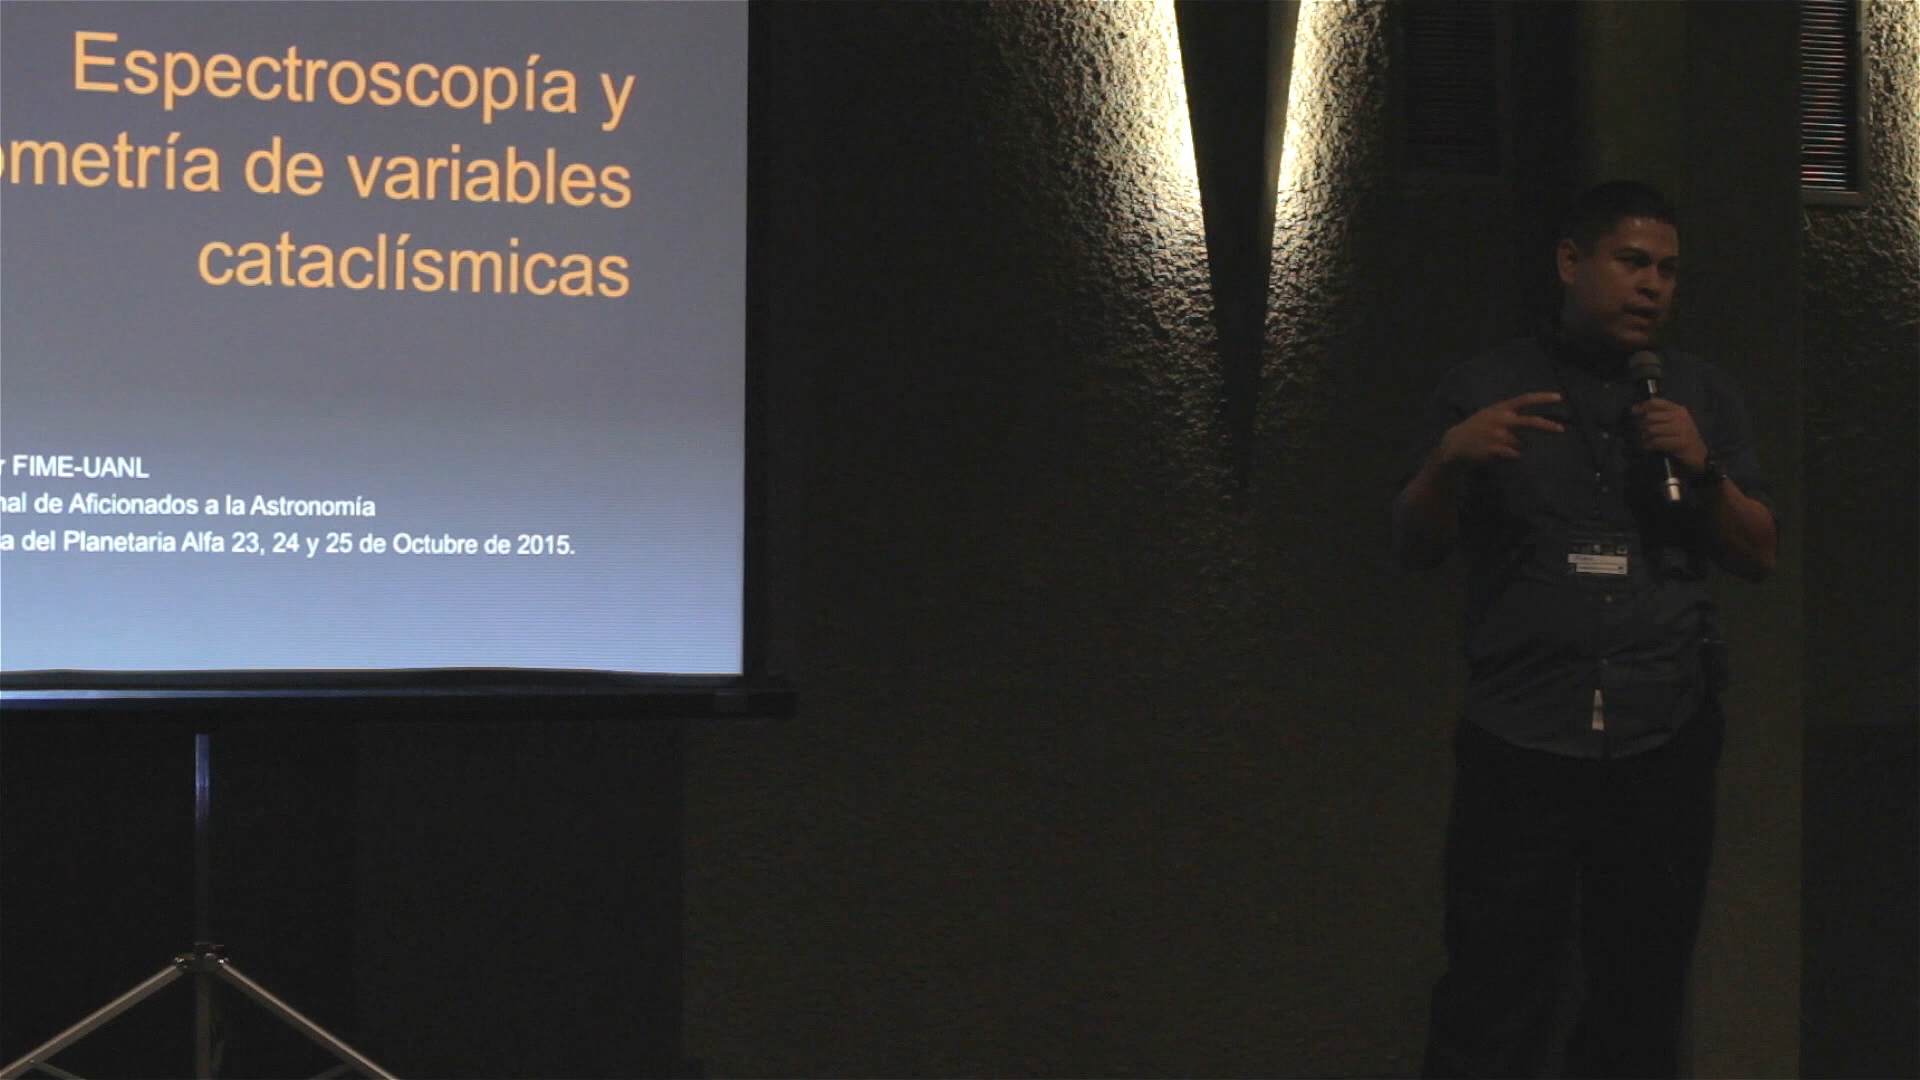 Espectroscopía y
ometría de variables
cataclísmicas
r FIME-UANL
nal de Aficionados a la Astronomía
a del Planetaria Alfa 23, 24 y 25 de Octubre de 2015.